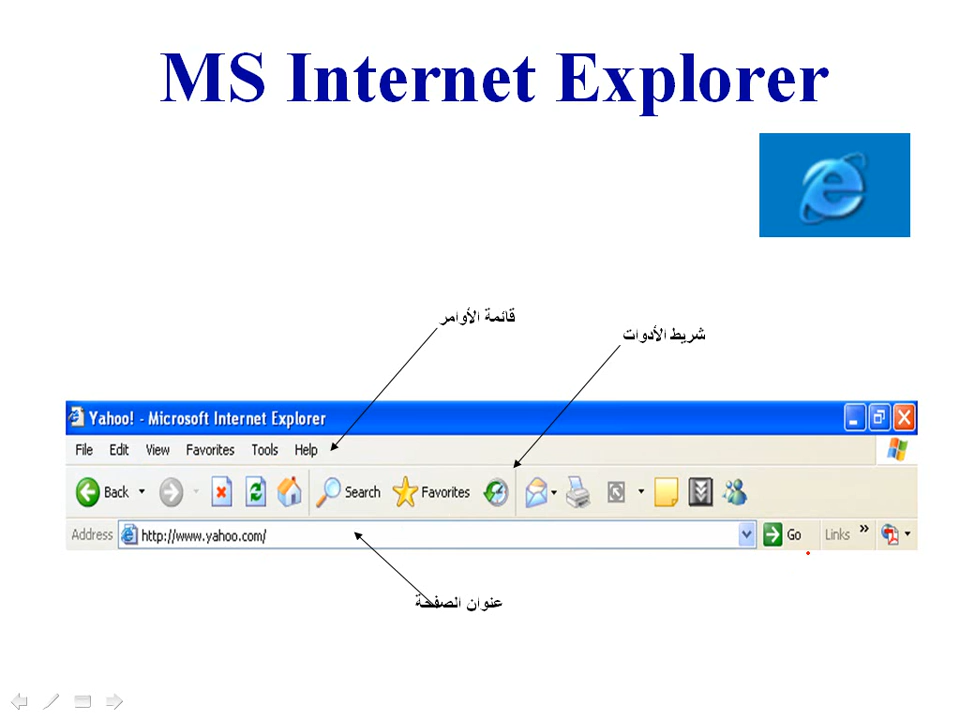 MS Internet Explorer
قائمة الأوامر
شريط الأدوات
Yahoo! - Microsoft Internet Explorer
File Edit View Favorites Tools Help
Back Search Favorites
Address http://www.yahoo.com/ Go Links »
عنوان الصفحة